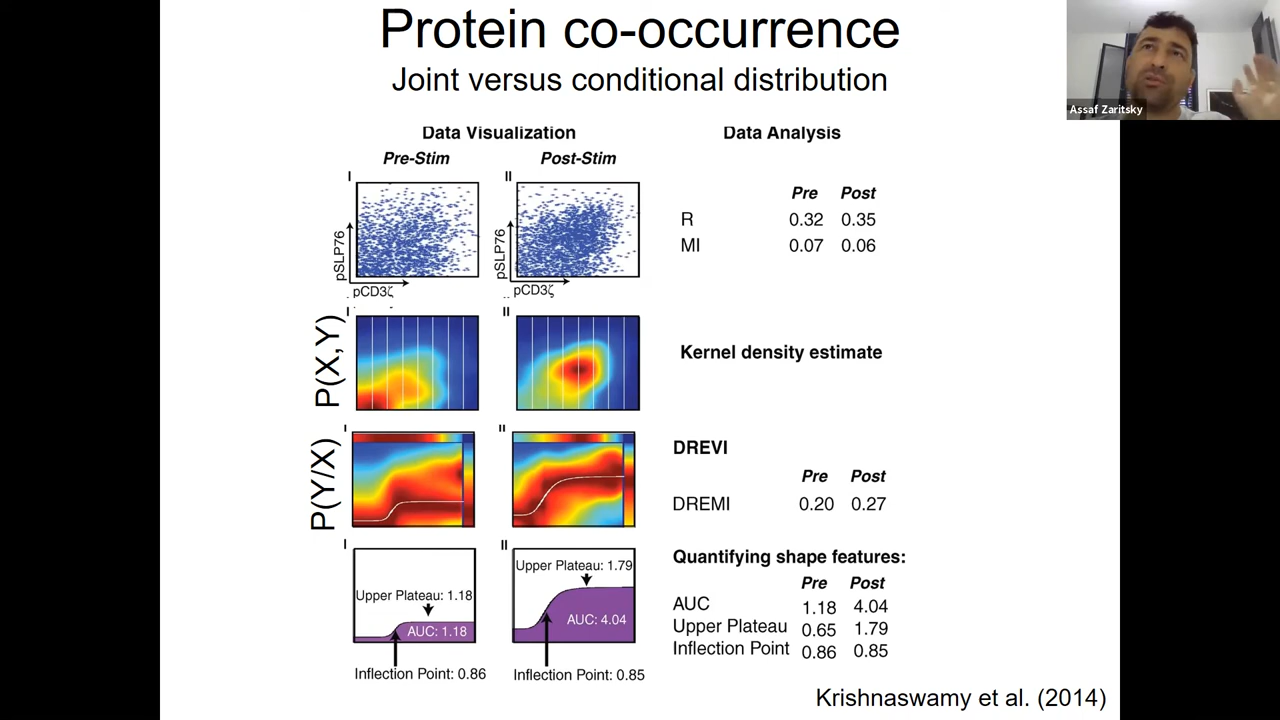 Protein co-occurrence
Joint versus conditional distribution
Assaf Zaritsky
Data Visualization
Data Analysis
Pre-Stim
Post-Stim
I
II
pSLP76
pCD3ζ
pSLP76
pCD3ζ
Pre Post
R 0.32 0.35
MI 0.07 0.06
P(X,Y)
I
II
Kernel density estimate
P(Y/X)
I
II
DREVI
Pre Post
DREMI 0.20 0.27
I
II
Upper Plateau: 1.18
AUC: 1.18
Inflection Point: 0.86
Upper Plateau: 1.79
AUC: 4.04
Inflection Point: 0.85
Quantifying shape features:
Pre Post
AUC 1.18 4.04
Upper Plateau 0.65 1.79
Inflection Point 0.86 0.85
Krishnaswamy et al. (2014)